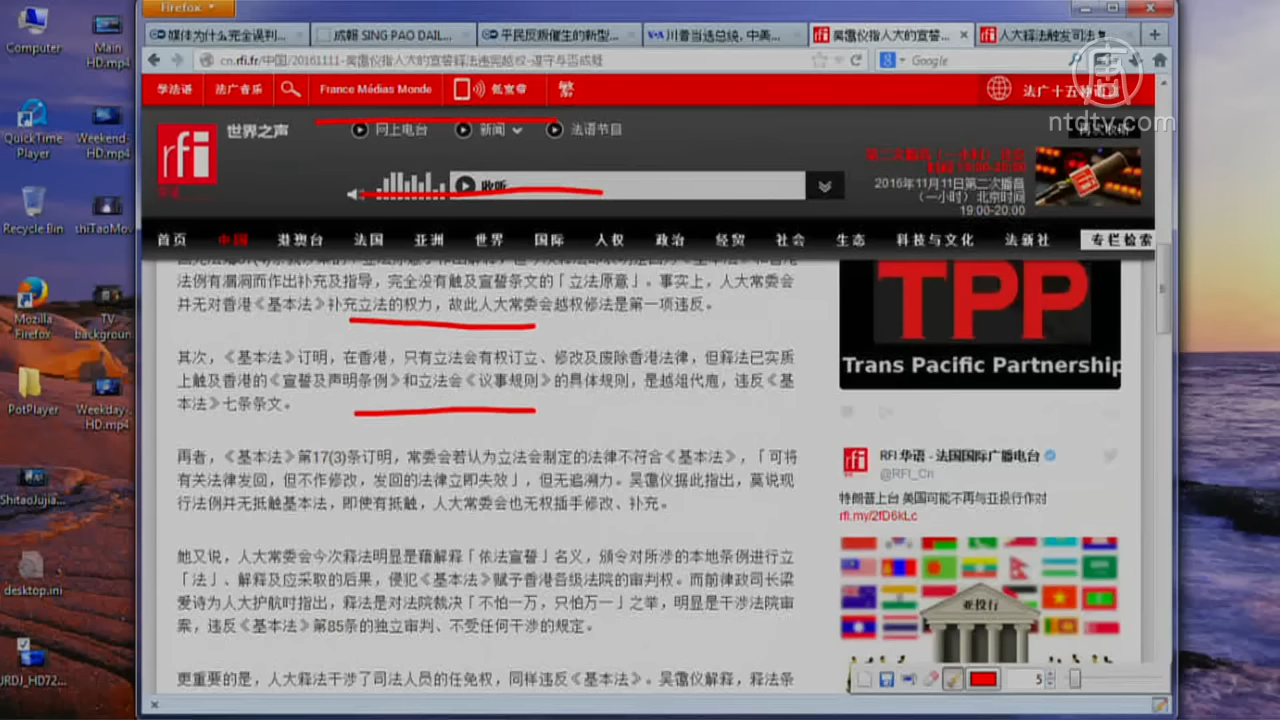 Firefox
媒体为什么完全误判...
成報 SING PAO DAIL...
平民反叛催生的新型...
川普当选总统, 中美...
吴霭仪指人大的宣誓...
人大释法触发司法
cn.rfi.fr/中国/20161111-吴霭仪指人大的宣誓释法违宪越权-遵守与否成疑
Google
学法语
法广音乐
France Médias Monde
低宽带
繁
法广十五种语言
ntdtv.com
rfi
世界之声
网上电台
新闻
法语节目
收听
2016年11月11日第二次播音
（一小时）北京时间
19:00-20:00
首页 中国 港澳台 法国 亚洲 世界 国际 人权 政治 经贸 社会 生态 科技与文化 法新社 专栏检索
法例有漏洞而作出补充及指导，完全没有触及宣誓条文的「立法原意」。事实上，人大常委会
并无对香港《基本法》补充立法的权力，故此人大常委会越权修法是第一项违反。
其次，《基本法》订明，在香港，只有立法会有权订立、修改及废除香港法律，但释法已实质
上触及香港的《宣誓及声明条例》和立法会《议事规则》的具体规则，是越俎代庖，违反《基
本法》七条条文。
再者，《基本法》第17(3)条订明，常委会若认为立法会制定的法律不符合《基本法》，「可将
有关法律发回，但不作修改，发回的法律立即失效」，但无追溯力。吴霭仪据此指出，莫说现
行法例并无抵触基本法，即使有抵触，人大常委会也无权插手修改、补充。
她又说，人大常委会今次释法明显是藉解释「依法宣誓」名义，颁令对所涉的本地条例进行立
「法」、解释及应采取的后果，侵犯《基本法》赋予香港各级法院的审判权。而前律政司长梁
爱诗为人大护航时指出，释法是对法院裁决「不怕一万，只怕万一」之举，明显是干涉法院审
案，违反《基本法》第85条的独立审判、不受任何干涉的规定。
更重要的是，人大释法干涉了司法人员的任免权，同样违反《基本法》。吴霭仪解释，释法条
TPP
Trans Pacific Partnership
rfi
RFI 华语 - 法国国际广播电台
@RFI_Cn
特朗普上台 美国可能不再与亚投行作对
rfi.my/2fD6kLc
亚投行
5
Computer
Main
HD.mp4
QuickTime
Player
Weekend-
HD.mp4
Recycle Bin
shiTaoMov
Mozilla
Firefox
TV
backgroun
PotPlayer
Weekday-
HD.mp4
ShitaoJujia...
desktop.ini
JRDJ_HD72...